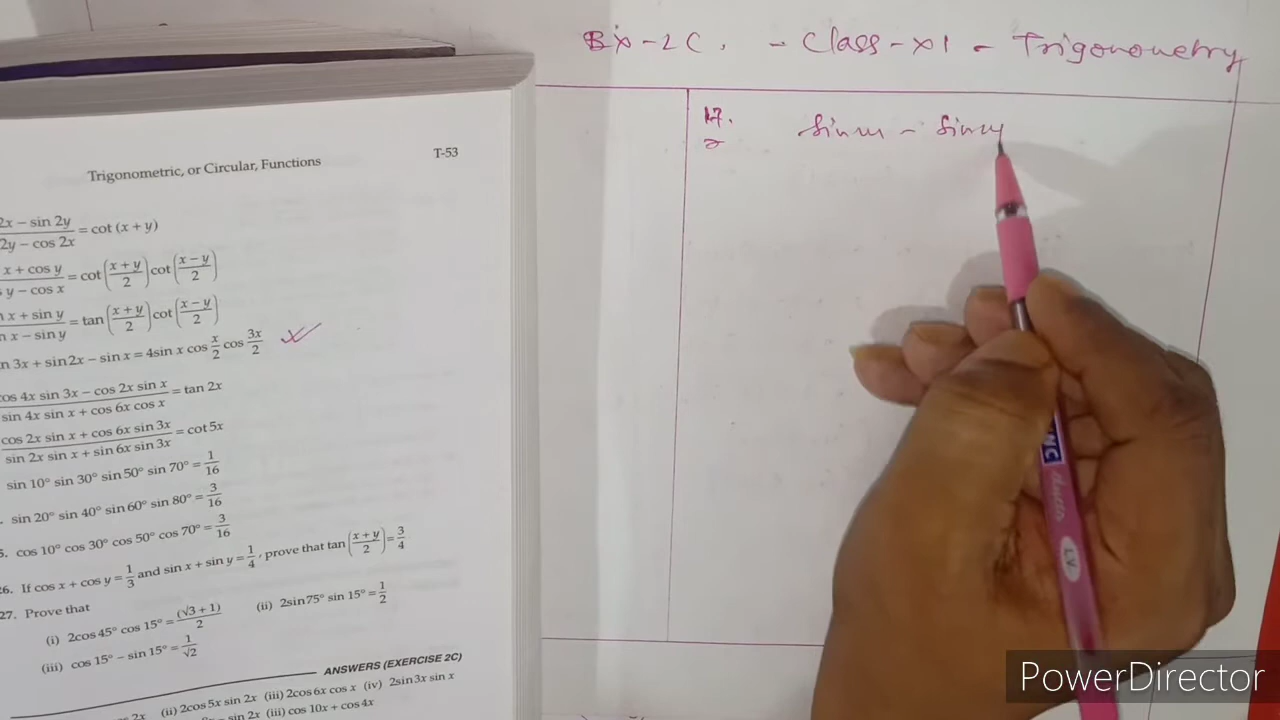 Ex-2C. - Class-XI - Trigonometry
17.
Trigonometric, or Circular, Functions T-53
2x − sin 2y / 2y − cos 2x = cot (x + y)
x + cos y / y − cos x = cot (x + y / 2) cot (x − y / 2)
x + sin y / x − sin y = tan (x + y / 2) cot (x − y / 2)
n 3x + sin 2x − sin x = 4sin x cos x/2 cos 3x/2
cos 4x sin 3x − cos 2x sin x / sin 4x sin x + cos 6x cos x = tan 2x
cos 2x sin x + cos 6x sin 3x / sin 2x sin x + sin 6x sin 3x = cot 5x
sin 10° sin 30° sin 50° sin 70° = 1/16
. sin 20° sin 40° sin 60° sin 80° = 3/16
5. cos 10° cos 30° cos 50° cos 70° = 3/16
26. If cos x + cos y = 1/3 and sin x + sin y = 1/4, prove that tan (x + y / 2) = 3/4
27. Prove that
(i) 2cos 45° cos 15° = (√3 + 1)/2 (ii) 2sin 75° sin 15° = 1/2
(iii) cos 15° − sin 15° = 1/√2
ANSWERS (EXERCISE 2C)
2x (ii) 2cos 5x sin 2x (iii) 2cos 6x cos x (iv) 2sin 3x sin x
− sin 2x (iii) cos 10x + cos 4x
INC
LV
PowerDirector